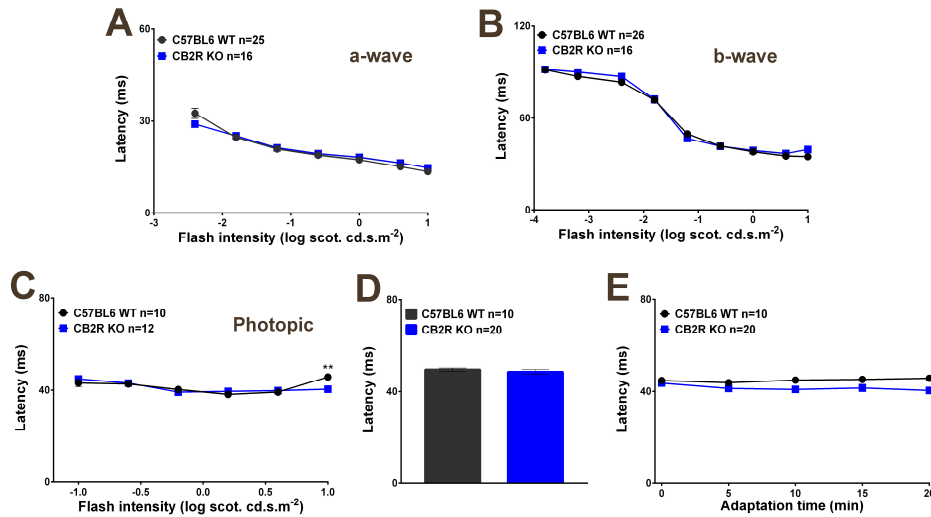 A
60
C57BL6 WT n=25
CB2R KO n=16
a-wave
Latency (ms)
30
0
-3
-2
-1
0
1
Flash intensity (log scot. cd.s.m-2)
B
120
C57BL6 WT n=26
CB2R KO n=16
b-wave
Latency (ms)
60
0
-4
-3
-2
-1
0
1
Flash intensity (log scot. cd.s.m-2)
C
80
C57BL6 WT n=10
CB2R KO n=12
Photopic
**
Latency (ms)
40
0
-1.0
-0.5
0.0
0.5
1.0
Flash intensity (log scot. cd.s.m-2)
D
80
C57BL6 WT n=10
CB2R KO n=20
Latency (ms)
40
0
E
80
C57BL6 WT n=10
CB2R KO n=20
Latency (ms)
40
0
0
5
10
15
20
Adaptation time (min)